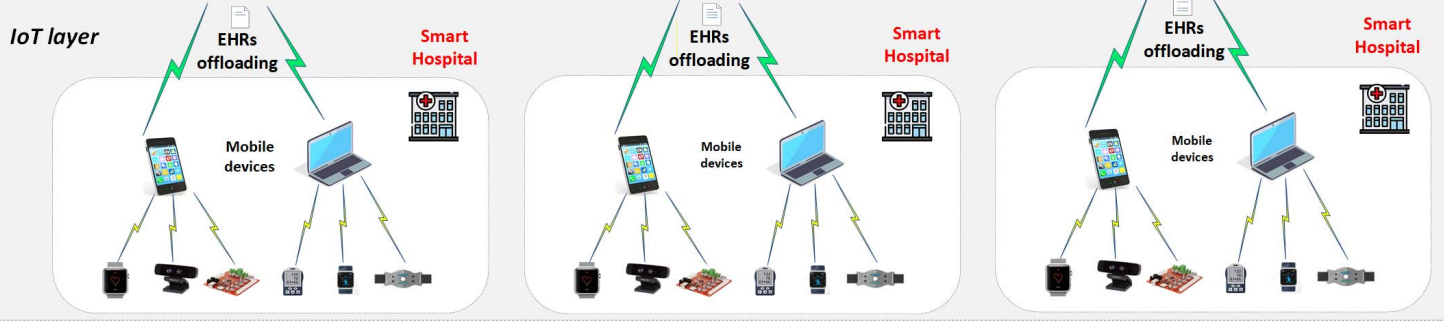 IoT layer
EHRs
offloading
Smart
Hospital
Mobile
devices
EHRs
offloading
Smart
Hospital
Mobile
devices
EHRs
offloading
Smart
Hospital
Mobile
devices